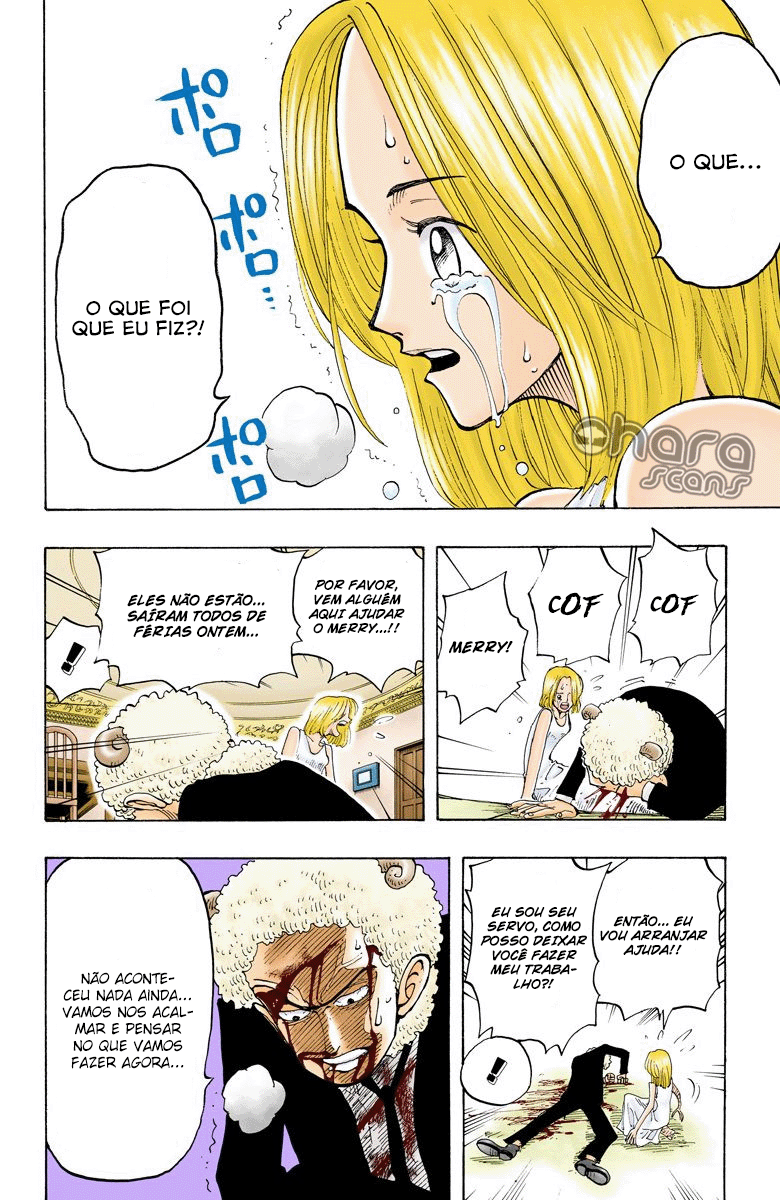 O QUE...
ポロ
ポロ...
ポロ
O QUE FOI
QUE EU FIZ?!
Ohara
scans
COF
COF
MERRY!
POR FAVOR,
VEM ALGUÉM
AQUI AJUDAR
O MERRY...!!
ELES NÃO ESTÃO...
SAÍRAM TODOS DE
FÉRIAS ONTEM...
!
ENTÃO... EU
VOU ARRANJAR
AJUDA!!
EU SOU SEU
SERVO, COMO
POSSO DEIXAR
VOCÊ FAZER
MEU TRABA-
LHO?!
!
NÃO ACONTE-
CEU NADA AINDA...
VAMOS NOS ACAL-
MAR E PENSAR
NO QUE VAMOS
FAZER AGORA...